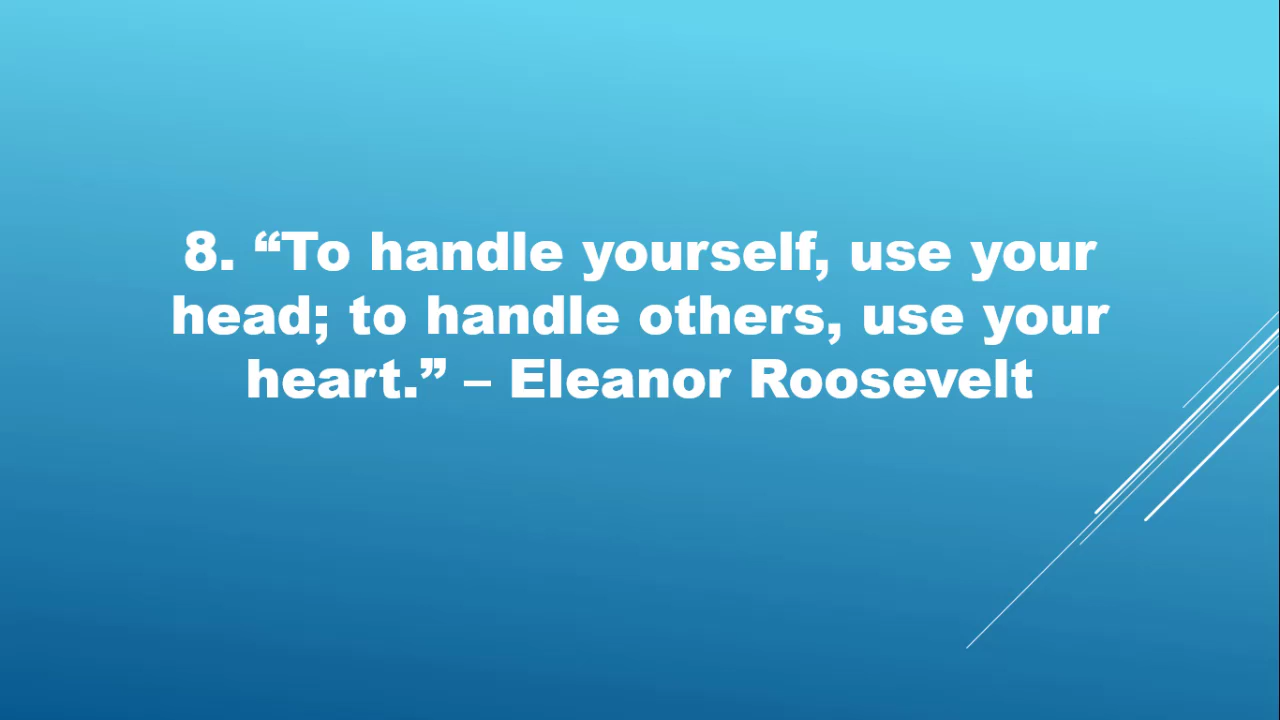 8. “To handle yourself, use your
head; to handle others, use your
heart.” – Eleanor Roosevelt